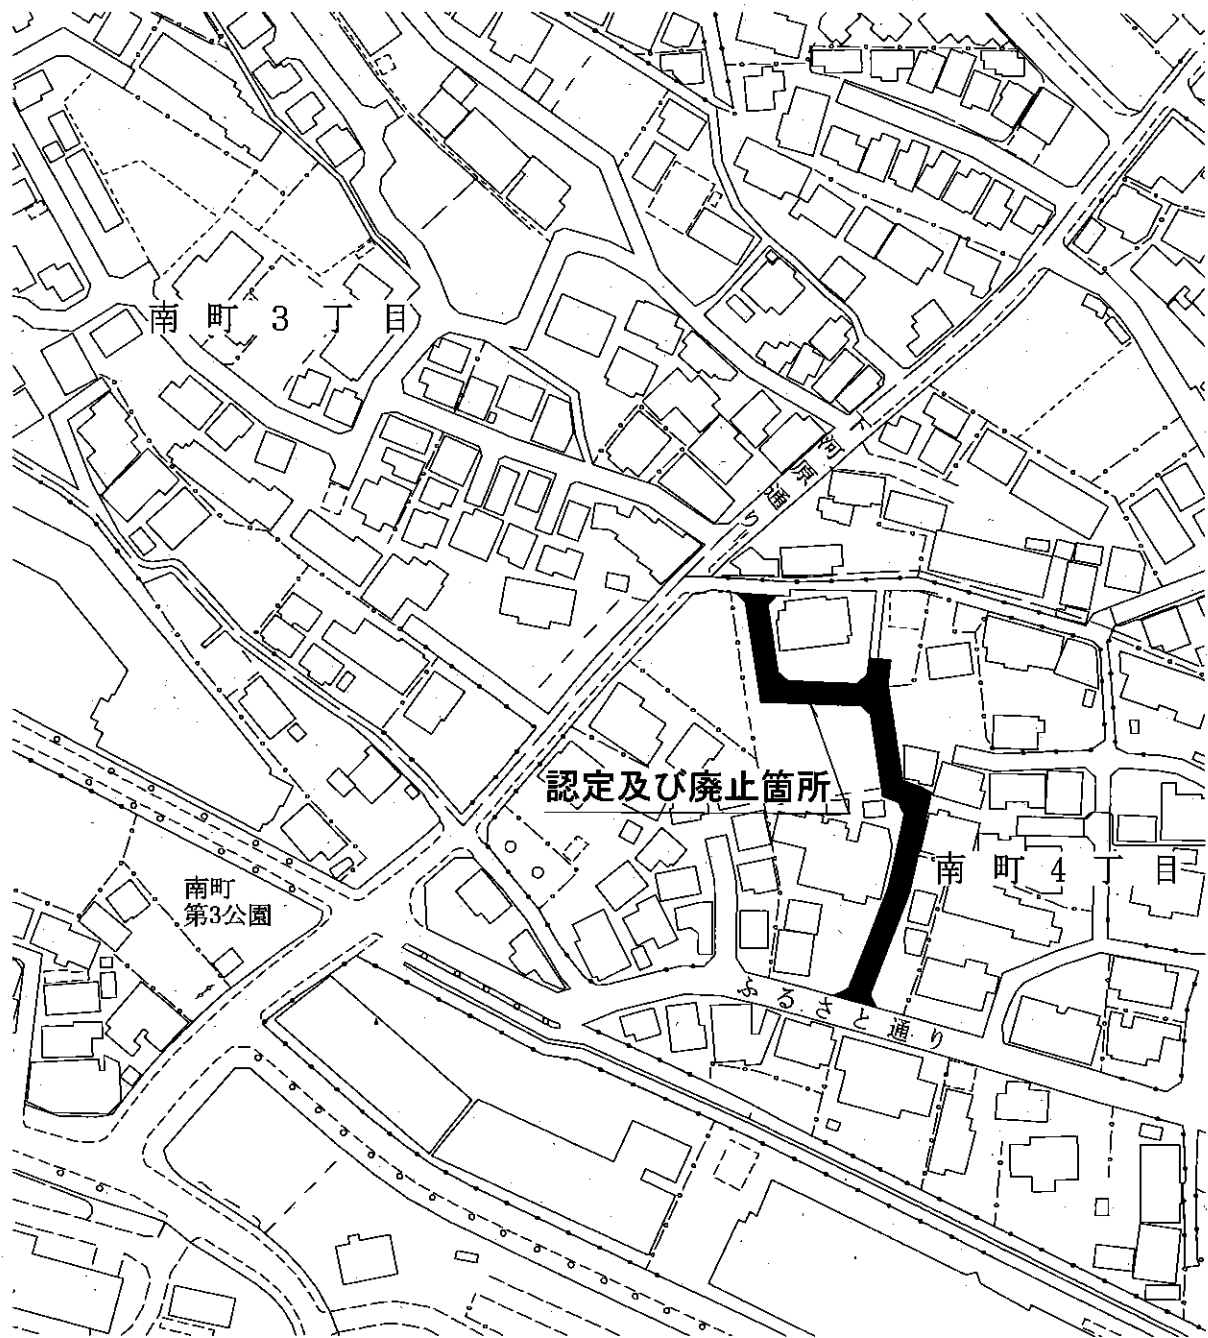 南町3丁目
河原通り
認定及び廃止箇所
南町4丁目
南町
第3公園
ふるさと通り